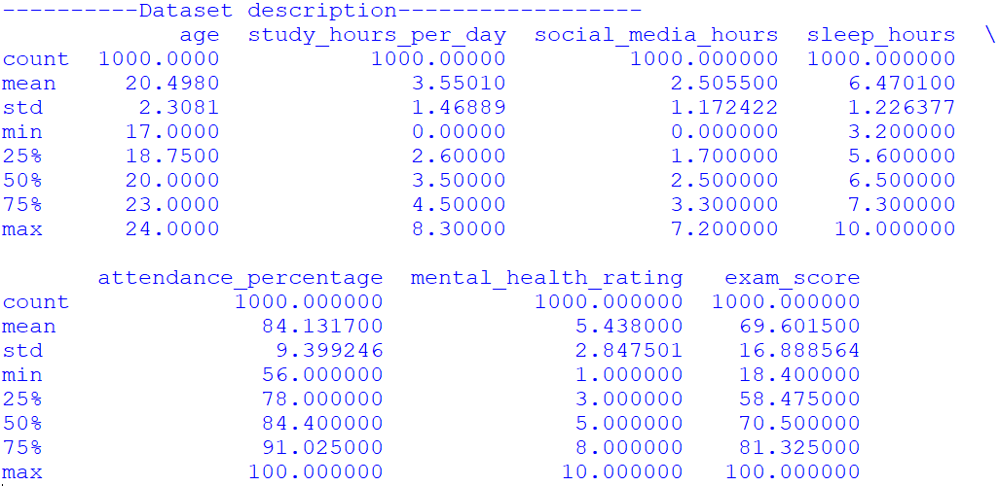 ----------Dataset description------------------
age study_hours_per_day social_media_hours sleep_hours \
count 1000.0000 1000.00000 1000.000000 1000.000000
mean 20.4980 3.55010 2.505500 6.470100
std 2.3081 1.46889 1.172422 1.226377
min 17.0000 0.00000 0.000000 3.200000
25% 18.7500 2.60000 1.700000 5.600000
50% 20.0000 3.50000 2.500000 6.500000
75% 23.0000 4.50000 3.300000 7.300000
max 24.0000 8.30000 7.200000 10.000000
attendance_percentage mental_health_rating exam_score
count 1000.000000 1000.000000 1000.000000
mean 84.131700 5.438000 69.601500
std 9.399246 2.847501 16.888564
min 56.000000 1.000000 18.400000
25% 78.000000 3.000000 58.475000
50% 84.400000 5.000000 70.500000
75% 91.025000 8.000000 81.325000
max 100.000000 10.000000 100.000000